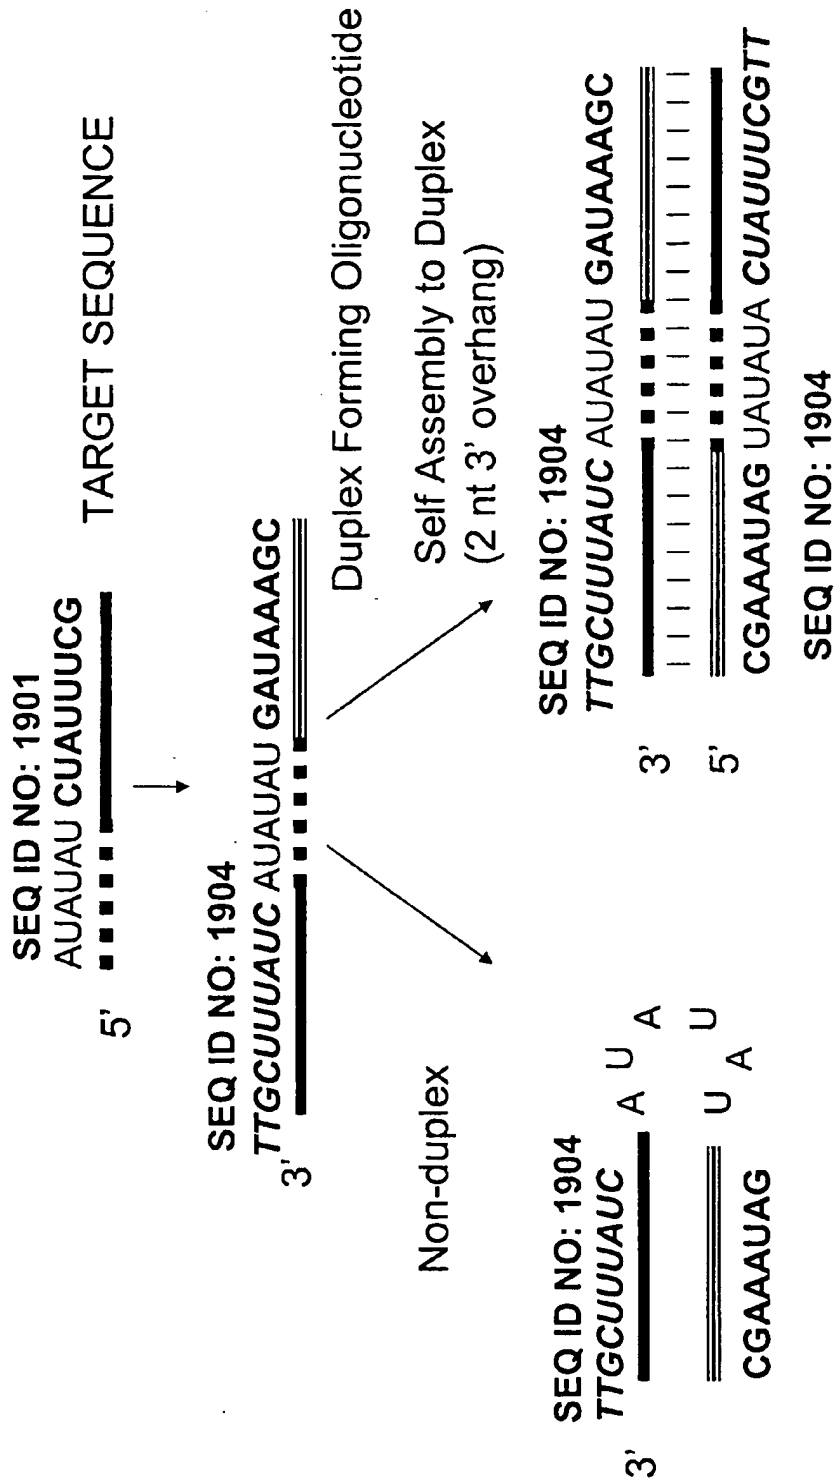 SEQ ID NO: 1901
AUAUAU CUAUUUCG
5'
TARGET SEQUENCE
SEQ ID NO: 1904
TTGCUUUAUC AUAUAU GAUAAAGC
3'
Duplex Forming Oligonucleotide
Non-duplex
Self Assembly to Duplex
(2 nt 3' overhang)
SEQ ID NO: 1904
TTGCUUUAUC
3'
A U A
U A U
CGAAAUAG
SEQ ID NO: 1904
TTGCUUUAUC AUAUAU GAUAAAGC
3'
5'
CGAAAUAG UAUAUA CUAUUUCGTT
SEQ ID NO: 1904